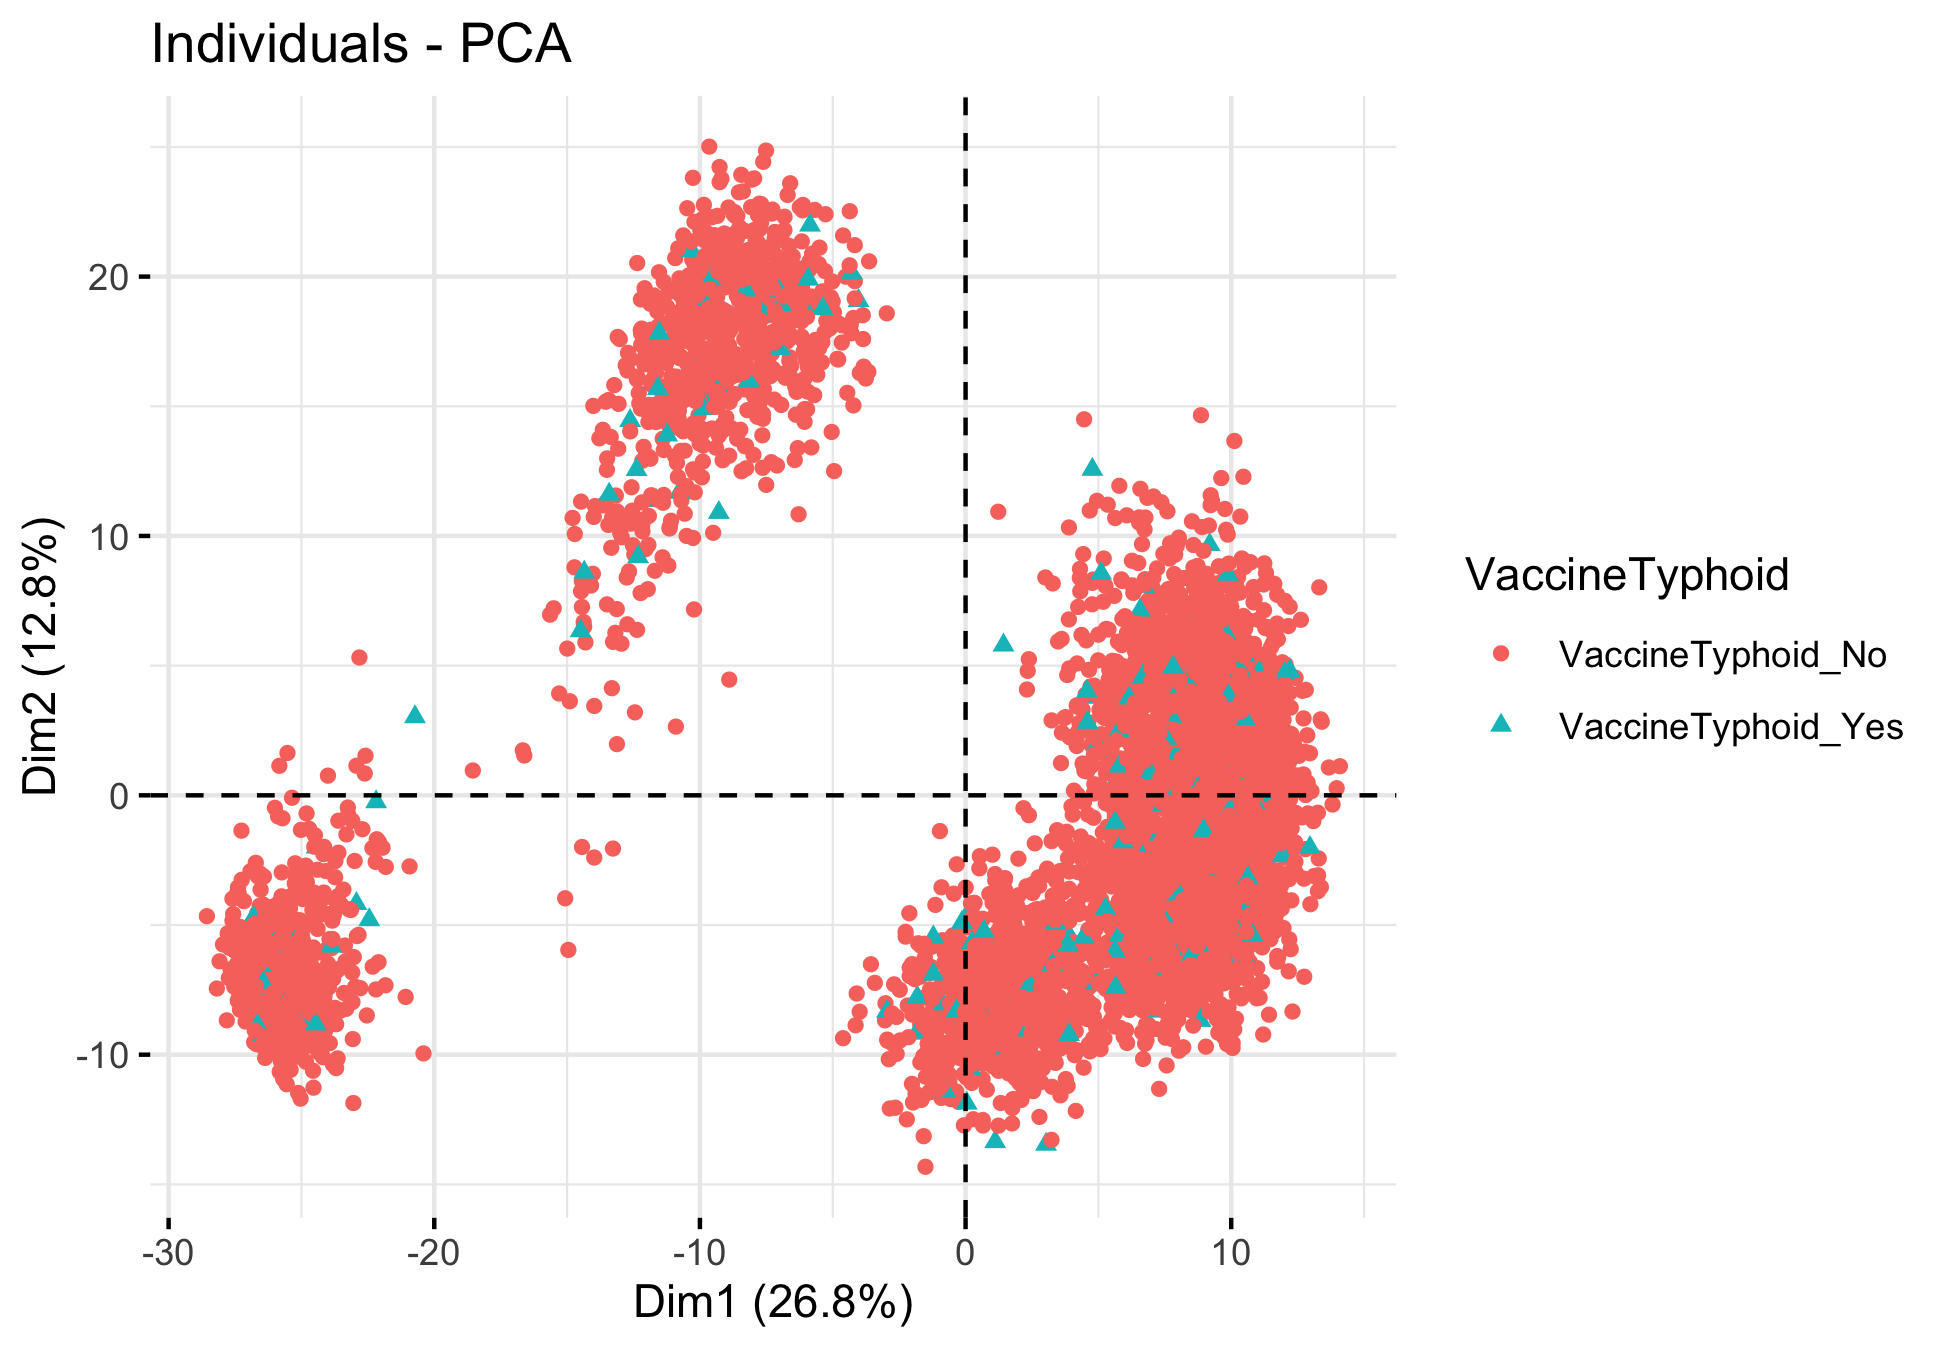 Individuals - PCA
Dim2 (12.8%)
20
10
0
-10
-30
-20
-10
0
10
Dim1 (26.8%)
VaccineTyphoid
VaccineTyphoid_No
VaccineTyphoid_Yes